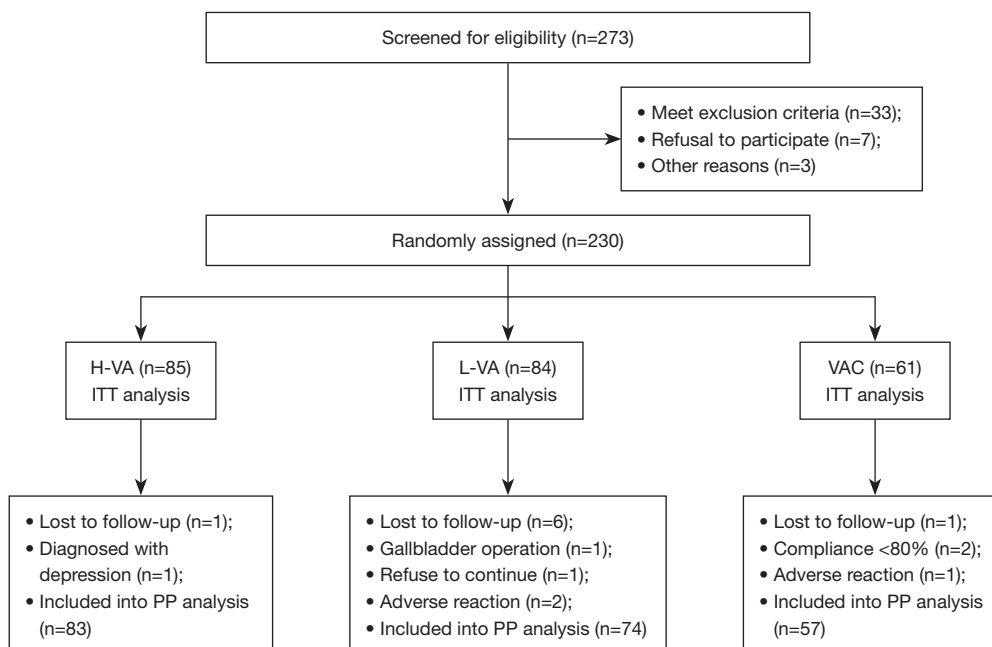 Screened for eligibility (n=273)
• Meet exclusion criteria (n=33);
• Refusal to participate (n=7);
• Other reasons (n=3)
Randomly assigned (n=230)
H-VA (n=85)
ITT analysis
L-VA (n=84)
ITT analysis
VAC (n=61)
ITT analysis
• Lost to follow-up (n=1);
• Diagnosed with
depression (n=1);
• Included into PP analysis
(n=83)
• Lost to follow-up (n=6);
• Gallbladder operation (n=1);
• Refuse to continue (n=1);
• Adverse reaction (n=2);
• Included into PP analysis (n=74)
• Lost to follow-up (n=1);
• Compliance <80% (n=2);
• Adverse reaction (n=1);
• Included into PP analysis
(n=57)